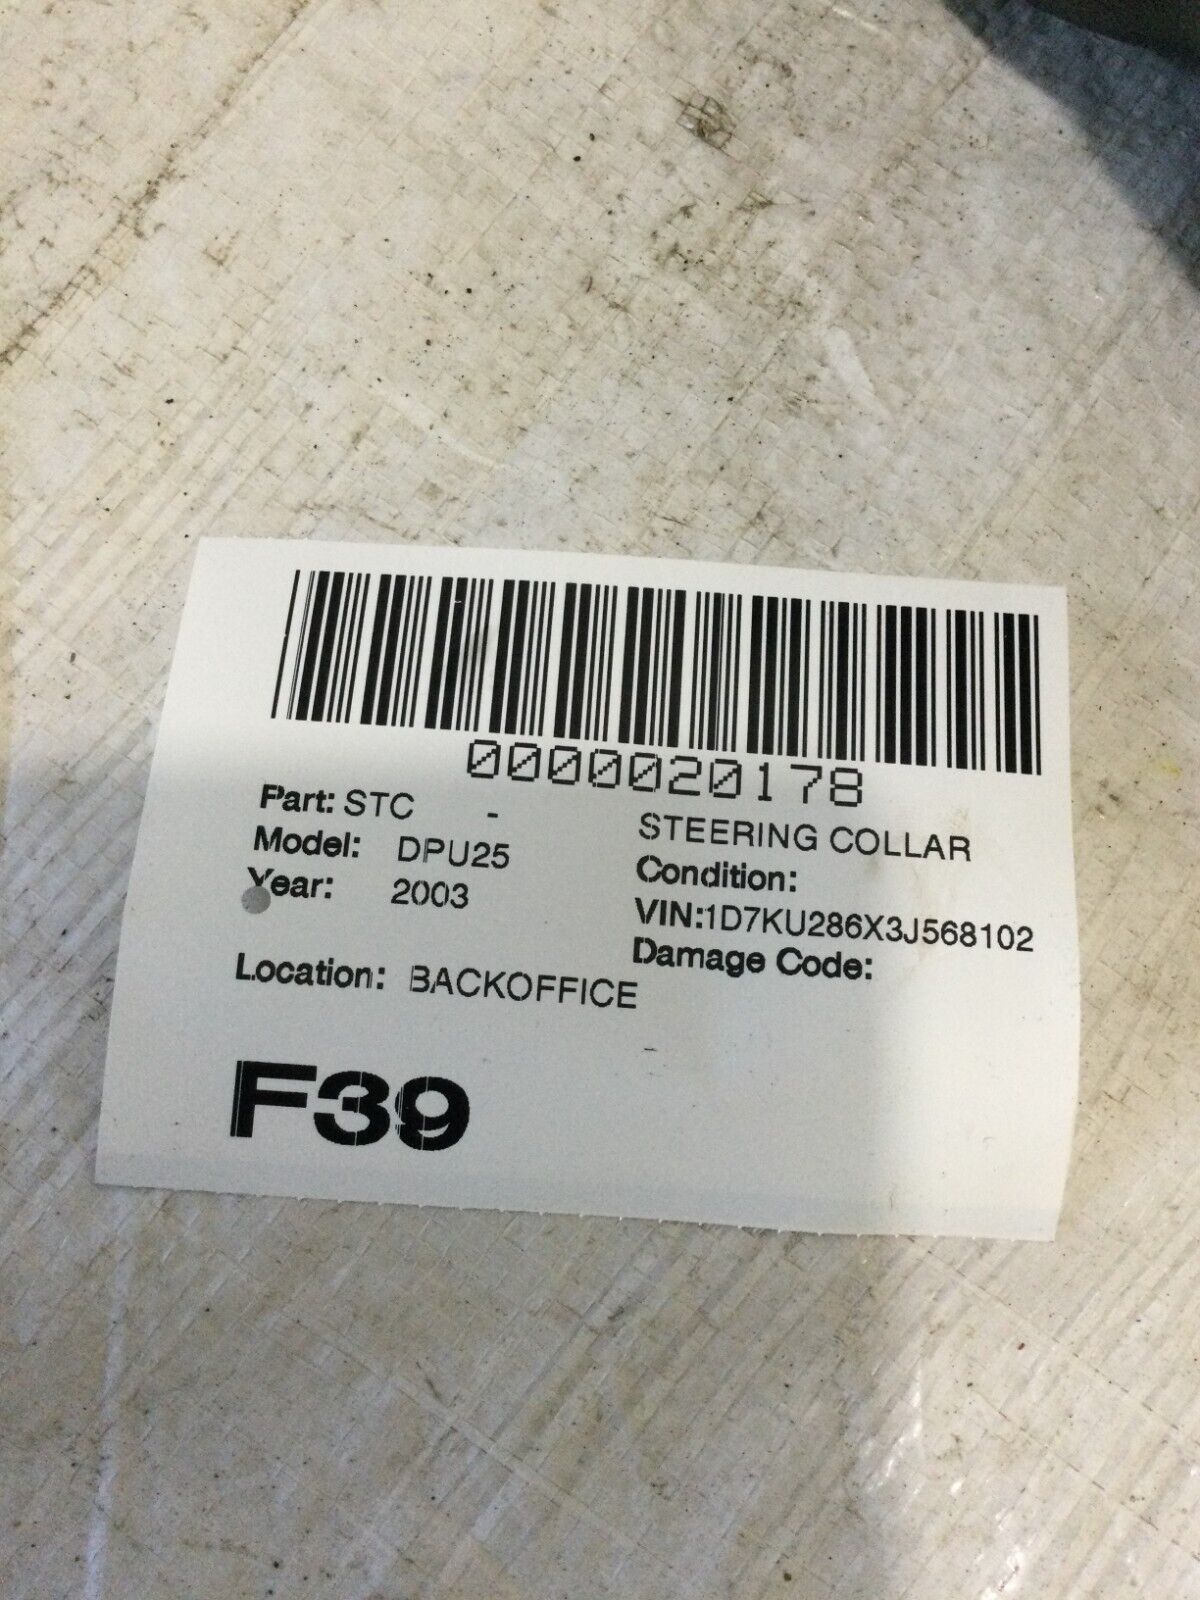 0000020178
Part: STC - STEERING COLLAR
Model: DPU25 Condition:
Year: 2003 VIN:1D7KU286X3J568102
Damage Code:
Location: BACKOFFICE
F39